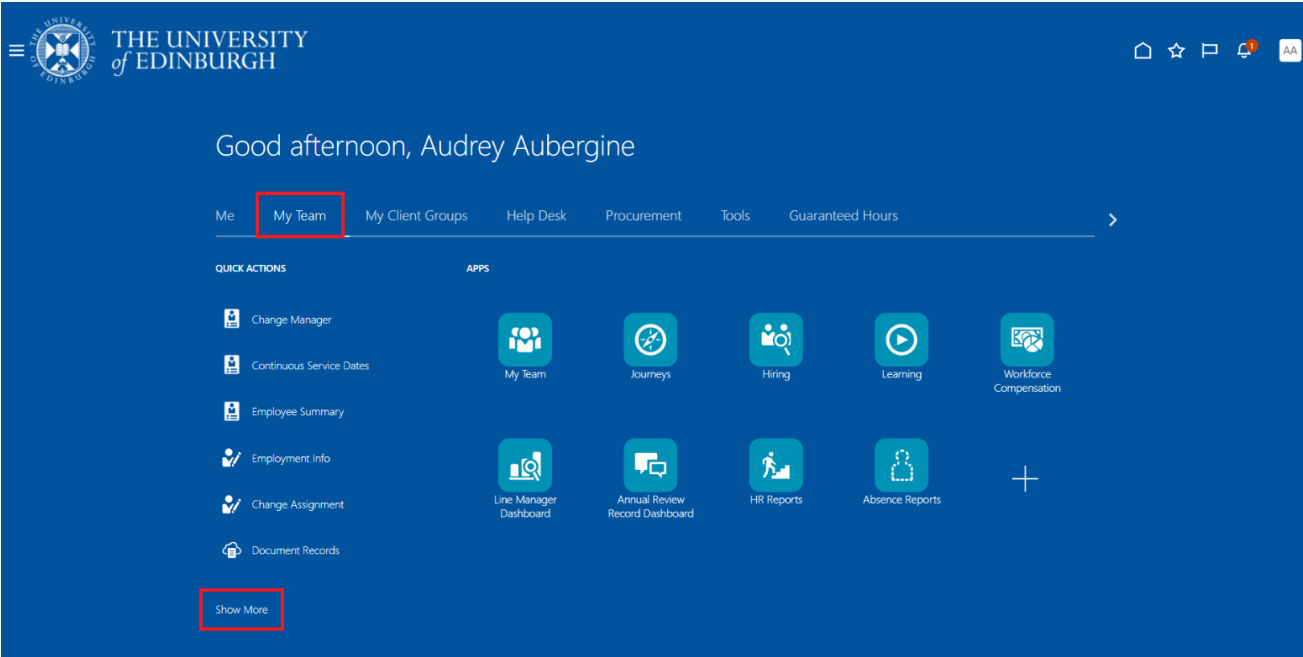 THE UNIVERSITY
of EDINBURGH
1
AA
Good afternoon, Audrey Aubergine
Me My Team My Client Groups Help Desk Procurement Tools Guaranteed Hours
QUICK ACTIONS
APPS
Change Manager
Continuous Service Dates
Employee Summary
Employment Info
Change Assignment
Document Records
Show More
My Team
Journeys
Hiring
Learning
Workforce
Compensation
Line Manager
Dashboard
Annual Review
Record Dashboard
HR Reports
Absence Reports